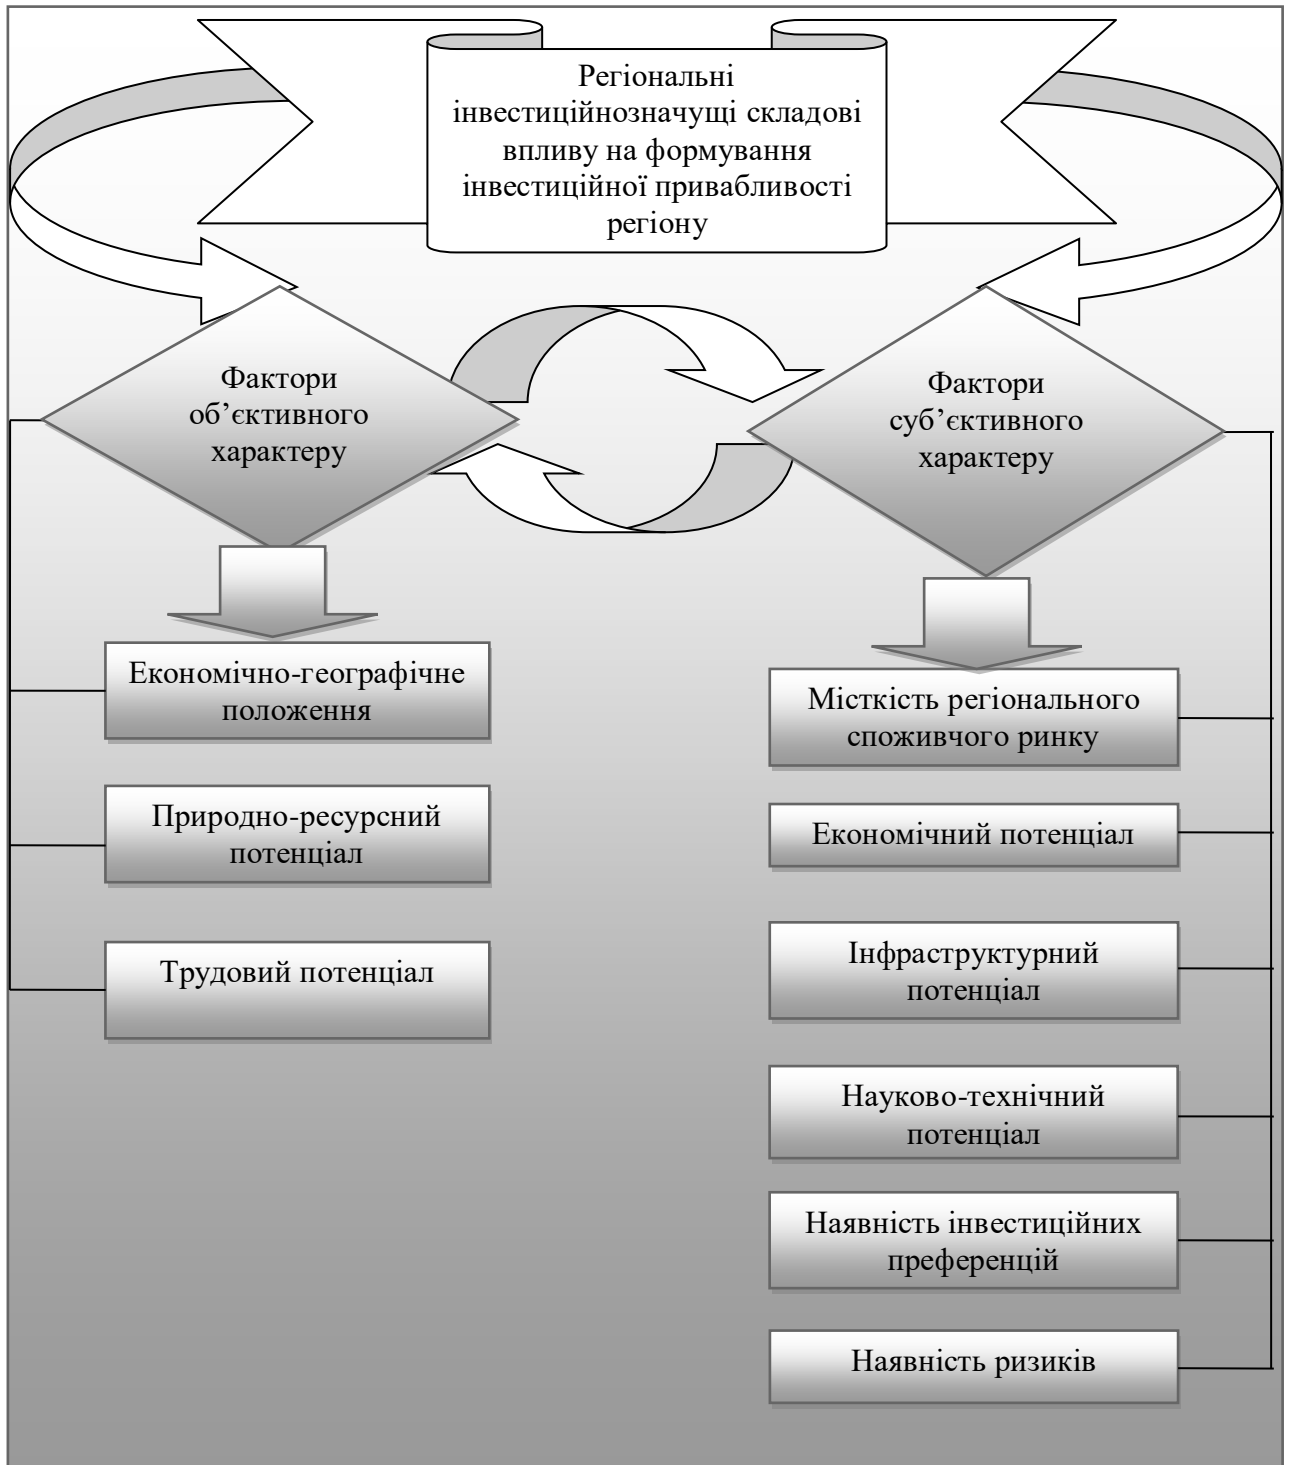 Регіональні
інвестиційнозначущі складові
впливу на формування
інвестиційної привабливості
регіону
Фактори
об’єктивного
характеру
Фактори
суб’єктивного
характеру
Економічно-географічне
положення
Природно-ресурсний
потенціал
Трудовий потенціал
Місткість регіонального
споживчого ринку
Економічний потенціал
Інфраструктурний
потенціал
Науково-технічний
потенціал
Наявність інвестиційних
преференцій
Наявність ризиків